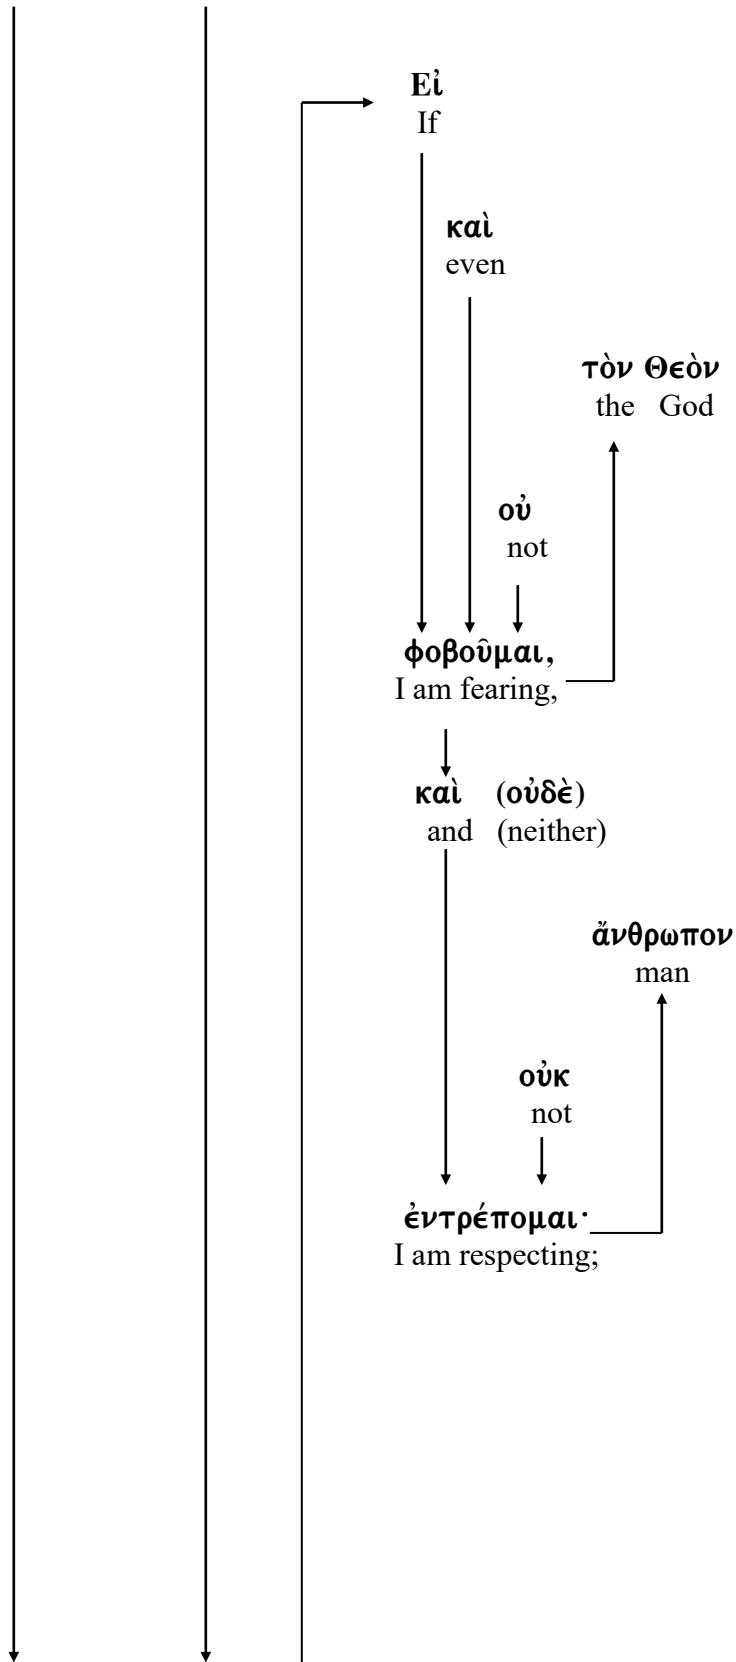 Εἰ
If
καὶ
even
τὸν Θεὸν
the God
οὐ
not
φοβοῦμαι,
I am fearing,
καὶ (οὐδὲ)
and (neither)
ἄνθρωπον
man
οὐκ
not
ἐντρέπομαι·
I am respecting;